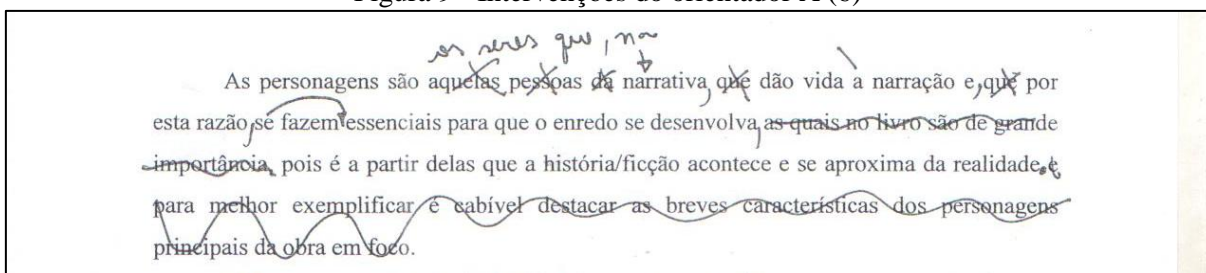 Figura 9 - Intervenções do orientador A (6)
os seres que, na
As personagens são aquelas pessoas da narrativa, que dão vida a narração e, que por
esta razão, se fazem essenciais para que o enredo se desenvolva, as quais no livro são de grande
importância, pois é a partir delas que a história/ficção acontece e se aproxima da realidade. e,
para melhor exemplificar é cabível destacar as breves características dos personagens
principais da obra em foco.